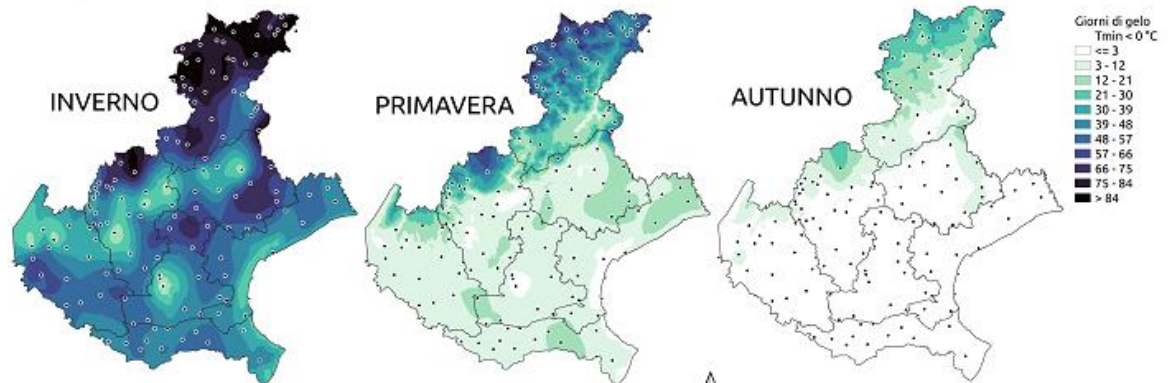 INVERNO
PRIMAVERA
AUTUNNO
Giorni di gelo
Tmin < 0 °C
<= 3
3 - 12
12 - 21
21 - 30
30 - 39
39 - 48
48 - 57
57 - 66
66 - 75
75 - 84
> 84